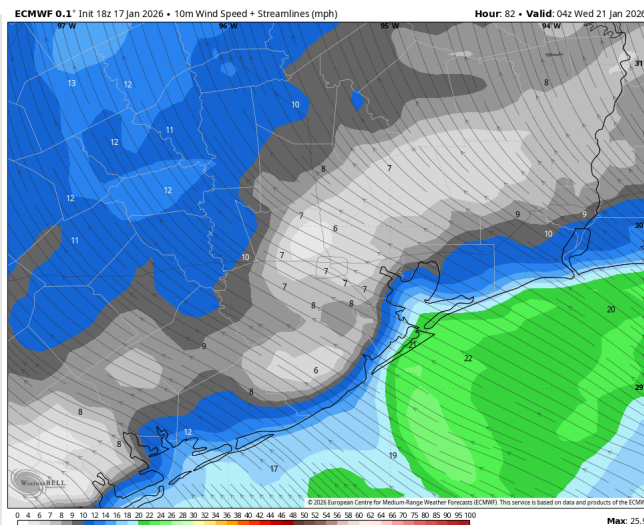 ECMWF 0.1° Init 18z 17 Jan 2026 • 10m Wind Speed + Streamlines (mph) Hour: 82 • Valid: 04z Wed 21 Jan 2026
97°W 96°W 95°W 94°W
31
13 12 8
10
11
12
8 7
12 12
7 9 9
6 30
11 10 7 10
7
7 7 7
8 8
20
9 21
22
6
29
8 8
12
8
19
17
WEATHERBELL
© 2026 European Centre for Medium-Range Weather Forecasts (ECMWF). This service is based on data and products of the ECMW
0 4 6 7 8 9 10 12 14 16 18 20 22 24 26 28 30 32 34 36 38 40 42 44 46 48 50 52 54 56 58 60 62 64 66 70 75 80 85 90 95 100
Max: 25.